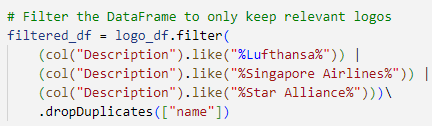 # Filter the DataFrame to only keep relevant logos
filtered_df = logo_df.filter(
    (col("Description").like("%Lufthansa%")) |
    (col("Description").like("%Singapore Airlines%")) |
    (col("Description").like("%Star Alliance%")))\
    .dropDuplicates(["name"])